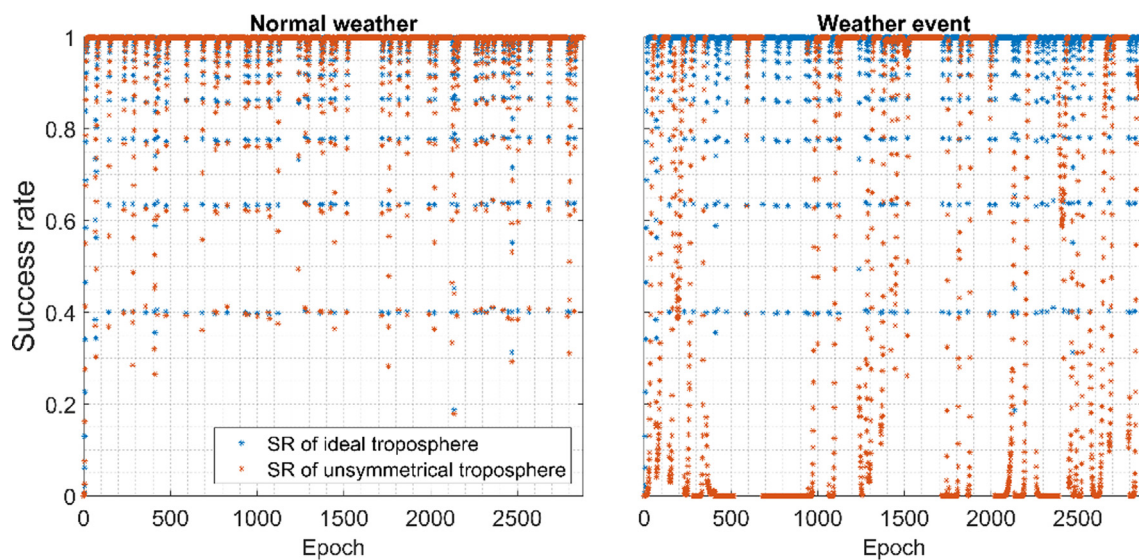 Normal weather
Weather event
Success rate
1
0.8
0.6
0.4
0.2
0
SR of ideal troposphere
SR of unsymmetrical troposphere
0 500 1000 1500 2000 2500
0 500 1000 1500 2000 2500
Epoch
Epoch